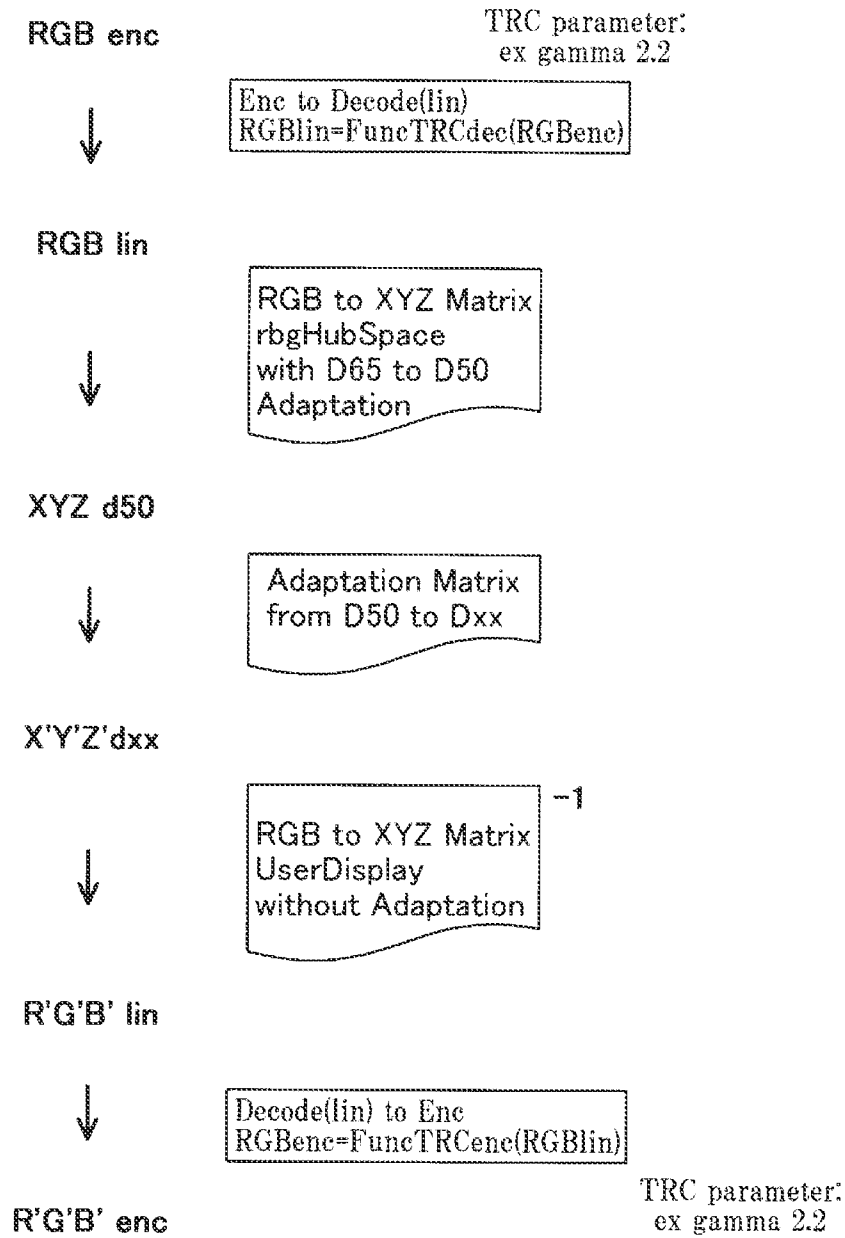 RGB enc
TRC parameter:
ex gamma 2.2
Enc to Decode(lin)
RGBlin=FuncTRCdec(RGBenc)
RGB lin
RGB to XYZ Matrix
rbgHubSpace
with D65 to D50
Adaptation
XYZ d50
Adaptation Matrix
from D50 to Dxx
X'Y'Z'dxx
-1
RGB to XYZ Matrix
UserDisplay
without Adaptation
R'G'B' lin
Decode(lin) to Enc
RGBenc=FuncTRCenc(RGBlin)
TRC parameter:
ex gamma 2.2
R'G'B' enc